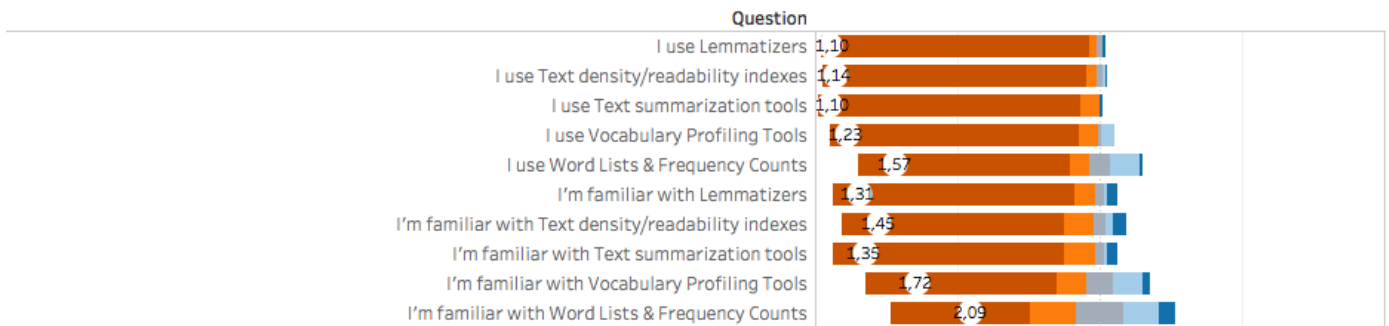 Question
I use Lemmatizers 1,10
I use Text density/readability indexes 1,14
I use Text summarization tools 1,10
I use Vocabulary Profiling Tools 1,23
I use Word Lists & Frequency Counts 1,57
I'm familiar with Lemmatizers 1,31
I'm familiar with Text density/readability indexes 1,45
I'm familiar with Text summarization tools 1,35
I'm familiar with Vocabulary Profiling Tools 1,72
I'm familiar with Word Lists & Frequency Counts 2,09